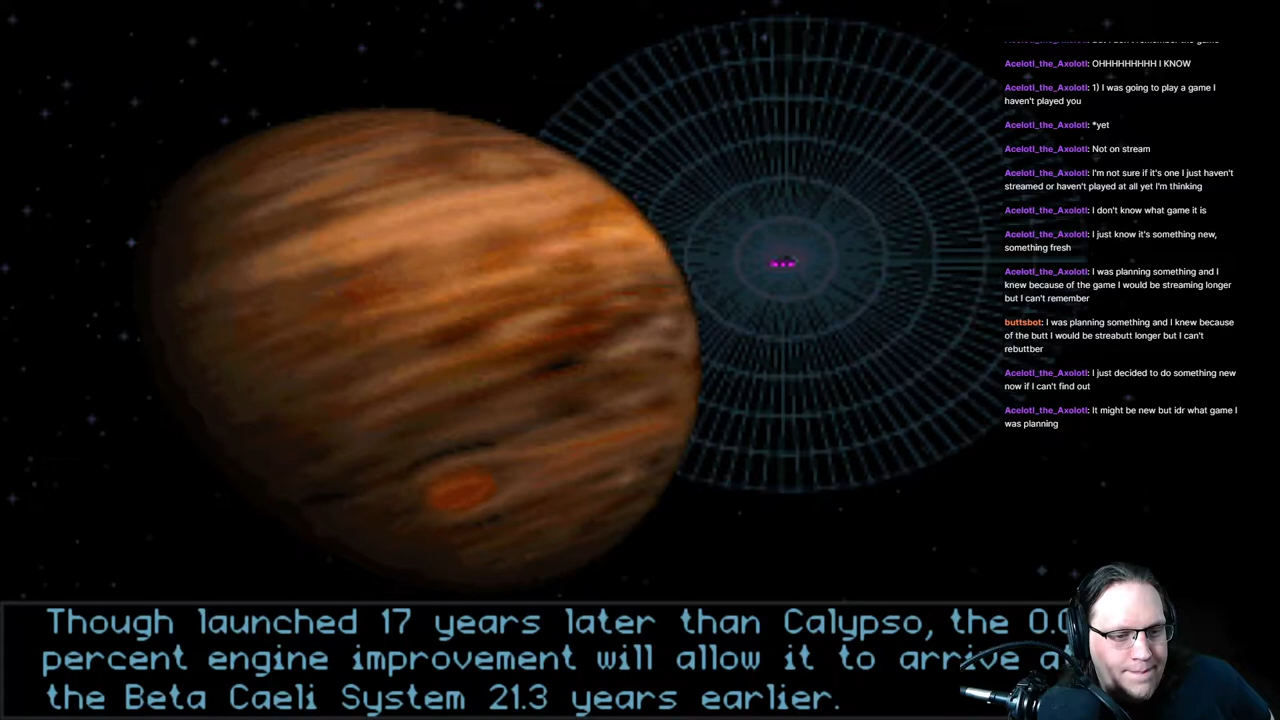 Acelotl_the_Axolotl: OHHHHHHHHH I KNOW
Acelotl_the_Axolotl: 1) I was going to play a game I
haven't played you
Acelotl_the_Axolotl: *yet
Acelotl_the_Axolotl: Not on stream
Acelotl_the_Axolotl: I'm not sure if it's one I just haven't
streamed or haven't played at all yet I'm thinking
Acelotl_the_Axolotl: I don't know what game it is
Acelotl_the_Axolotl: I just know it's something new,
something fresh
Acelotl_the_Axolotl: I was planning something and I
knew because of the game I would be streaming longer
but I can't remember
buttsbot: I was planning something and I knew because
of the butt I would be streabutt longer but I can't
rebuttber
Acelotl_the_Axolotl: I just decided to do something new
now if I can't find out
Acelotl_the_Axolotl: It might be new but idr what game I
was planning
Though launched 17 years later than Calypso, the
percent engine improvement will allow it to arrive
the Beta Caeli System 21.3 years earlier.